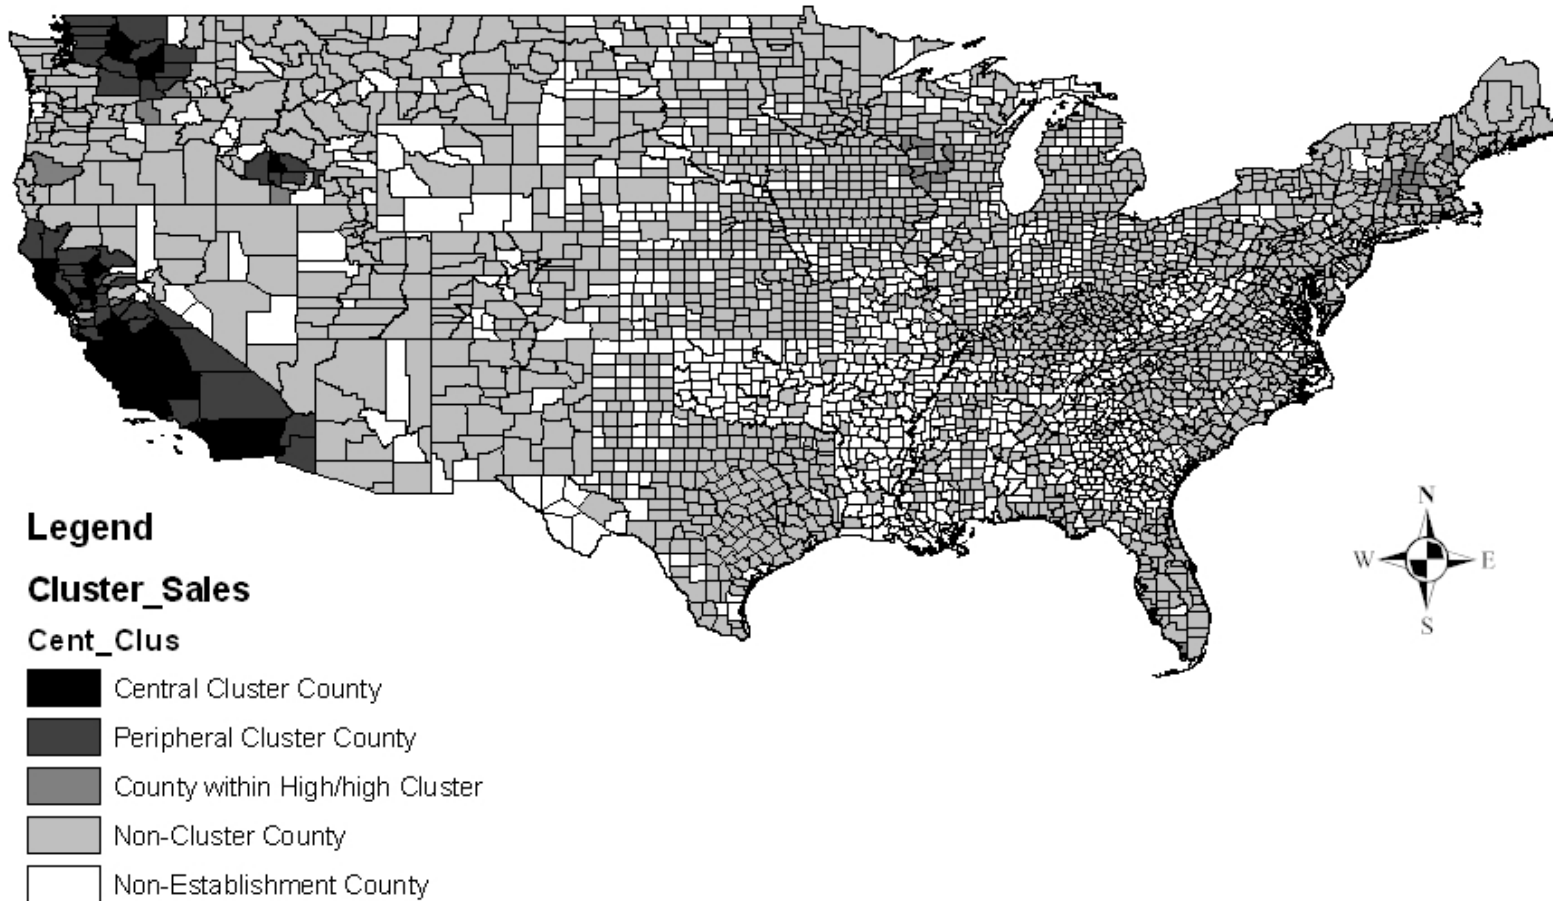 N
W E
S
Legend
Cluster_Sales
Cent_Clus
Central Cluster County
Peripheral Cluster County
County within High/high Cluster
Non-Cluster County
Non-Establishment County